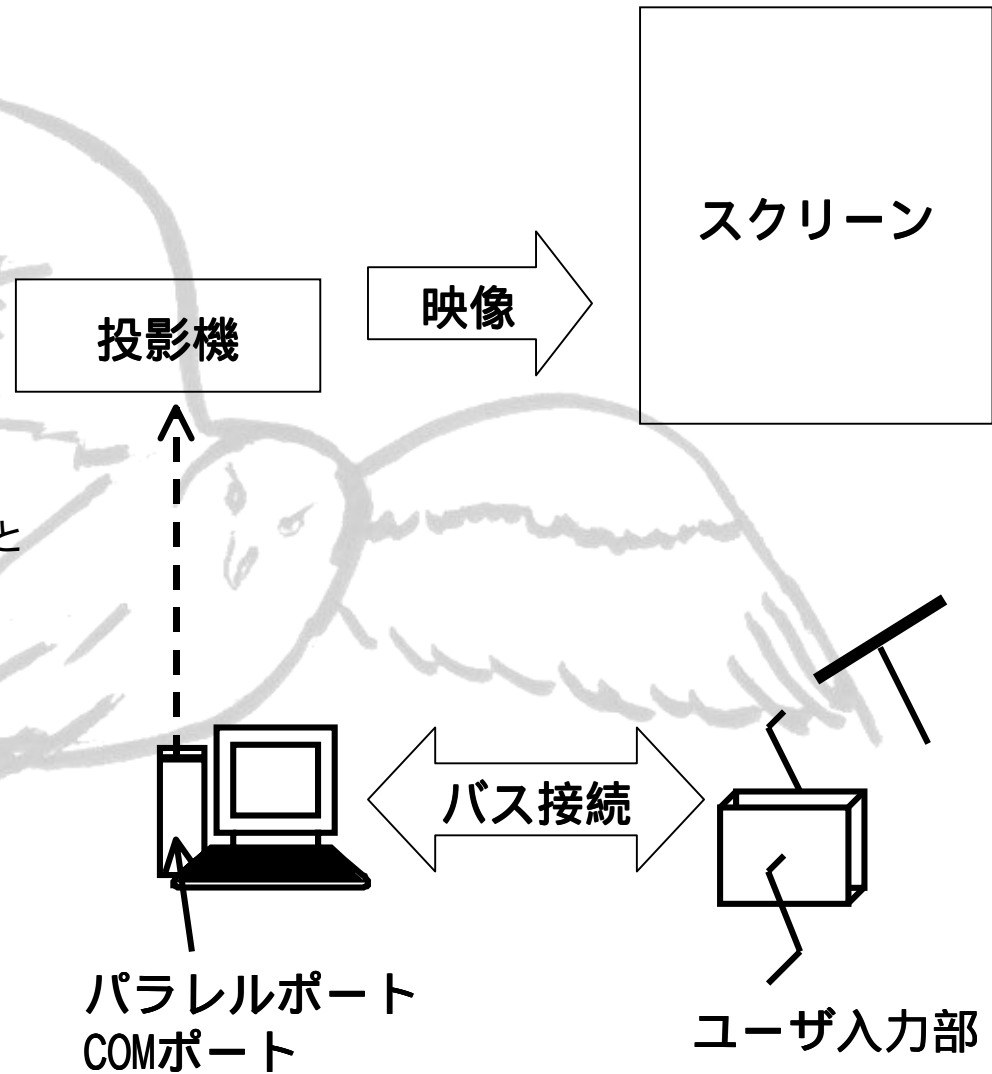 スクリーン
映像
投影機
と
バス接続
パラレルポート
COMポート
ユーザ入力部